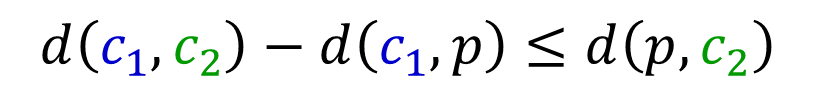 d(c₁,c₂) − d(c₁,p) ≤ d(p,c₂)